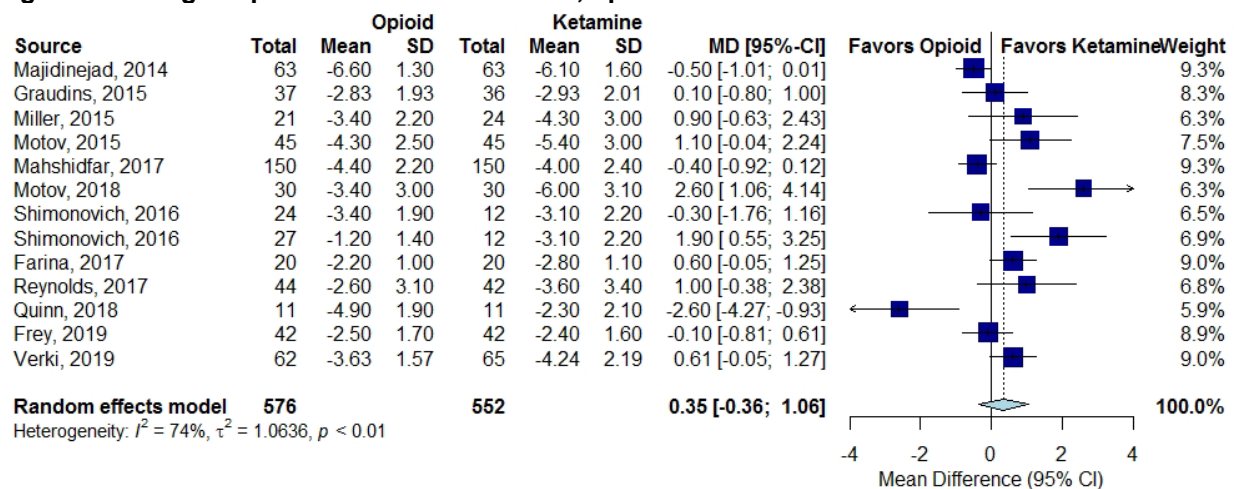 Opioid Ketamine
Source Total Mean SD Total Mean SD MD [95%-CI] Favors Opioid Favors KetamineWeight
Majidinejad, 2014 63 -6.60 1.30 63 -6.10 1.60 -0.50 [-1.01; 0.01] 9.3%
Graudins, 2015 37 -2.83 1.93 36 -2.93 2.01 0.10 [-0.80; 1.00] 8.3%
Miller, 2015 21 -3.40 2.20 24 -4.30 3.00 0.90 [-0.63; 2.43] 6.3%
Motov, 2015 45 -4.30 2.50 45 -5.40 3.00 1.10 [-0.04; 2.24] 7.5%
Mahshidfar, 2017 150 -4.40 2.20 150 -4.00 2.40 -0.40 [-0.92; 0.12] 9.3%
Motov, 2018 30 -3.40 3.00 30 -6.00 3.10 2.60 [ 1.06; 4.14] 6.3%
Shimonovich, 2016 24 -3.40 1.90 12 -3.10 2.20 -0.30 [-1.76; 1.16] 6.5%
Shimonovich, 2016 27 -1.20 1.40 12 -3.10 2.20 1.90 [ 0.55; 3.25] 6.9%
Farina, 2017 20 -2.20 1.00 20 -2.80 1.10 0.60 [-0.05; 1.25] 9.0%
Reynolds, 2017 44 -2.60 3.10 42 -3.60 3.40 1.00 [-0.38; 2.38] 6.8%
Quinn, 2018 11 -4.90 1.90 11 -2.30 2.10 -2.60 [-4.27; -0.93] 5.9%
Frey, 2019 42 -2.50 1.70 42 -2.40 1.60 -0.10 [-0.81; 0.61] 8.9%
Verki, 2019 62 -3.63 1.57 65 -4.24 2.19 0.61 [-0.05; 1.27] 9.0%
Random effects model 576 552 0.35 [-0.36; 1.06] 100.0%
Heterogeneity: I² = 74%, τ² = 1.0636, p < 0.01
-4 -2 0 2 4
Mean Difference (95% CI)